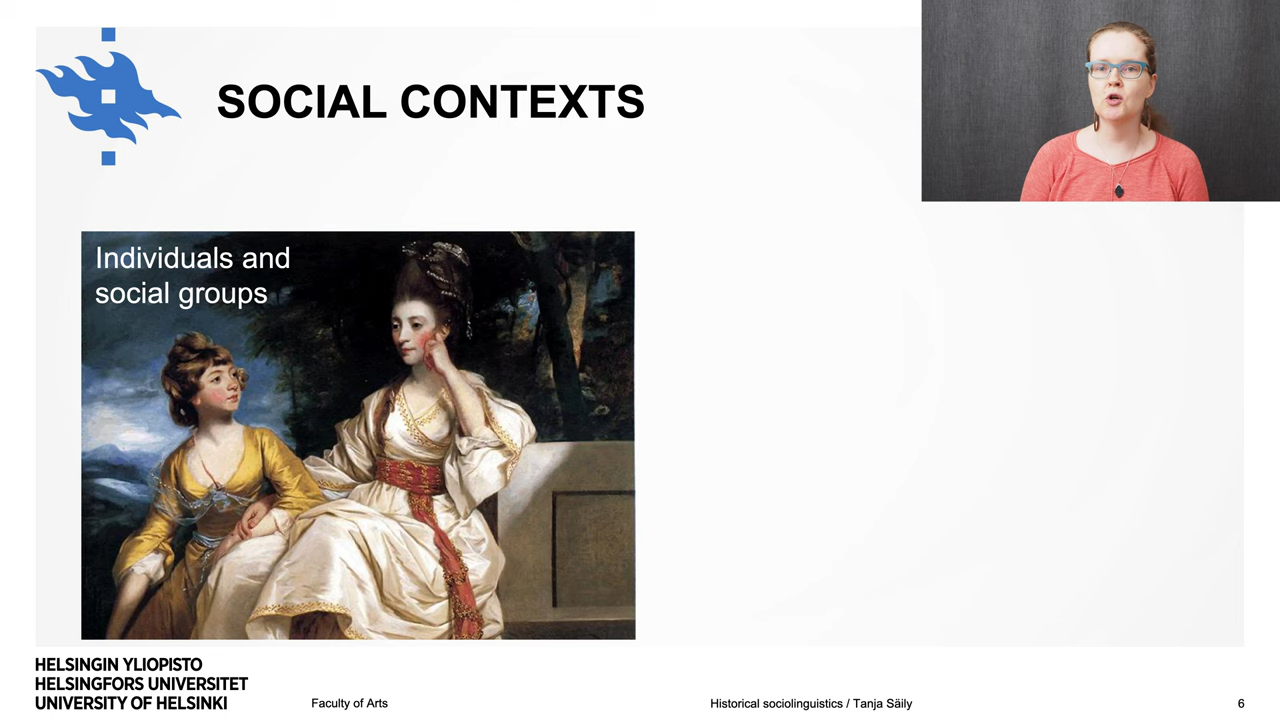 SOCIAL CONTEXTS
Individuals and
social groups
HELSINGIN YLIOPISTO
HELSINGFORS UNIVERSITET
UNIVERSITY OF HELSINKI
Faculty of Arts
Historical sociolinguistics / Tanja Säily
6